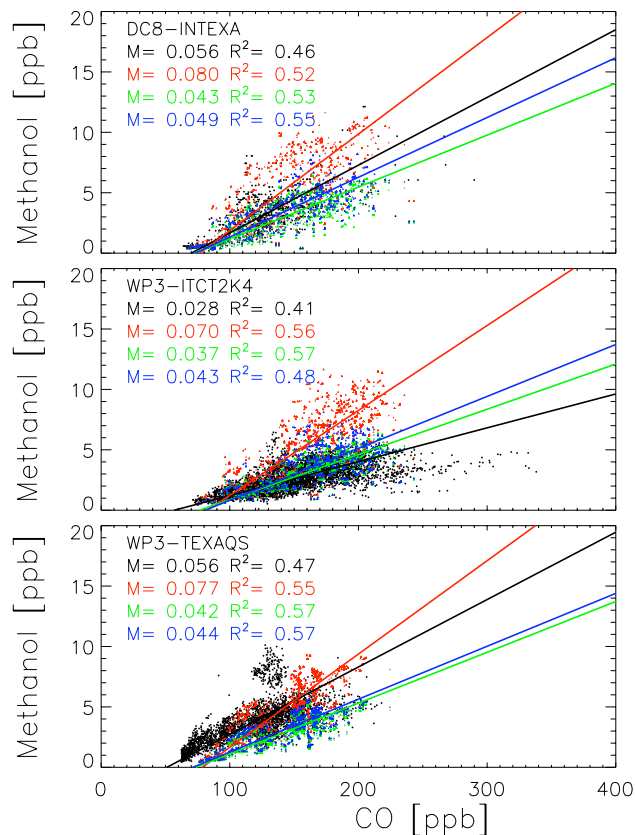 DC8-INTEXA
M= 0.056 R²= 0.46
M= 0.080 R²= 0.52
M= 0.043 R²= 0.53
M= 0.049 R²= 0.55
Methanol [ppb]
20
15
10
5
0
WP3-ITCT2K4
M= 0.028 R²= 0.41
M= 0.070 R²= 0.56
M= 0.037 R²= 0.57
M= 0.043 R²= 0.48
Methanol [ppb]
20
15
10
5
0
WP3-TEXAQS
M= 0.056 R²= 0.47
M= 0.077 R²= 0.55
M= 0.042 R²= 0.57
M= 0.044 R²= 0.57
Methanol [ppb]
20
15
10
5
0
0 100 200 300 400
CO [ppb]